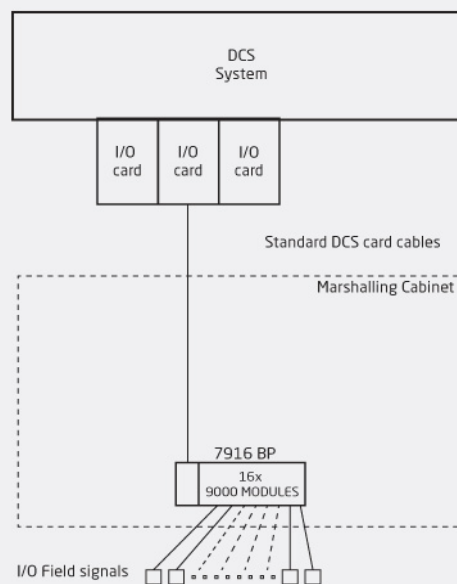 DCS
System
I/O
card
I/O
card
I/O
card
Standard DCS card cables
Marshalling Cabinet
7916 BP
16x
9000 MODULES
I/O Field signals